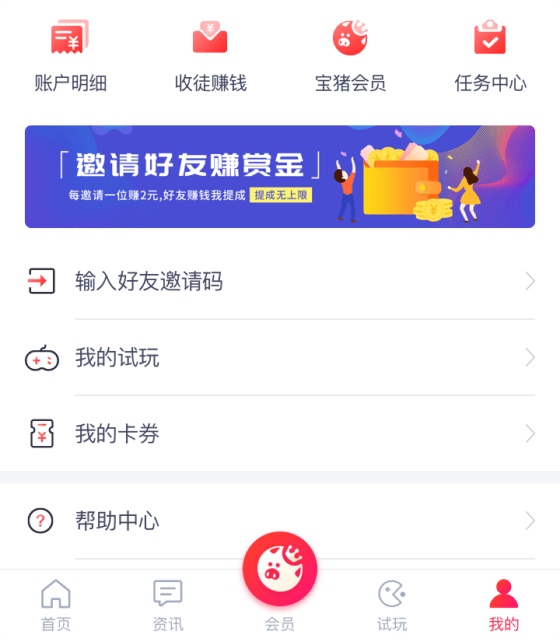 账户明细
收徒赚钱
宝猪会员
任务中心
「邀请好友赚赏金」
每邀请一位赚2元,好友赚钱我提成 提成无上限
输入好友邀请码
我的试玩
我的卡券
帮助中心
首页
资讯
会员
试玩
我的